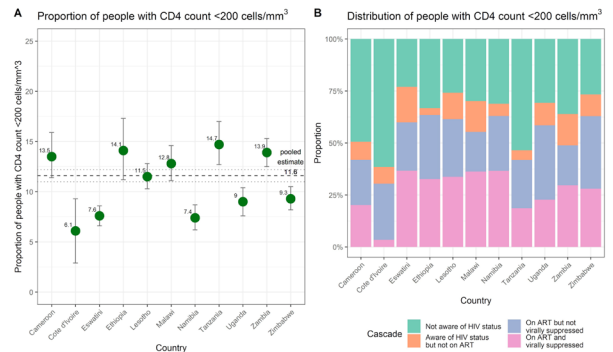 A
Proportion of people with CD4 count <200 cells/mm³
Proportion of people with CD4 count <200 cells/mm^3
25
20
15
10
5
0
13.5
6.1
7.6
14.1
11.5
12.8
7.4
14.7
9
13.9
9.3
pooled
estimate
11.6
Cameroon
Cote d'Ivoire
Eswatini
Ethiopia
Lesotho
Malawi
Namibia
Tanzania
Uganda
Zambia
Zimbabwe
Country
B
Distribution of people with CD4 count <200 cells/mm³
Proportion
100%
75%
50%
25%
0%
Cameroon
Cote d'Ivoire
Eswatini
Ethiopia
Lesotho
Malawi
Namibia
Tanzania
Uganda
Zambia
Zimbabwe
Country
Cascade
Not aware of HIV status
Aware of HIV status
but not on ART
On ART but not
virally suppressed
On ART and
virally suppressed